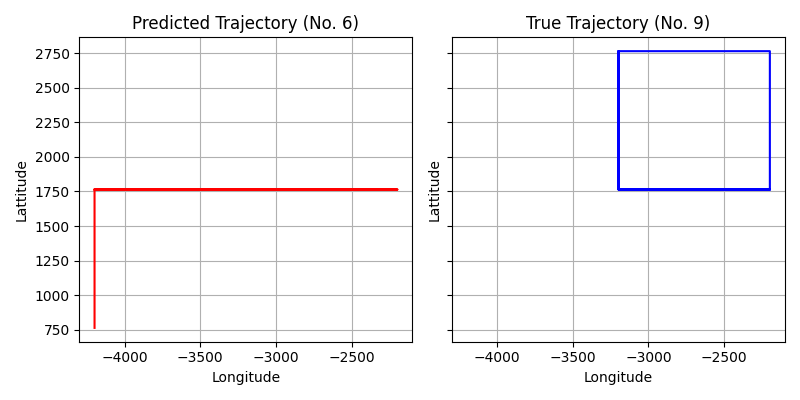 Predicted Trajectory (No. 6)
True Trajectory (No. 9)
2750
2500
2250
2000
1750
1500
1250
1000
750
Lattitude
Lattitude
−4000
−3500
−3000
−2500
−4000
−3500
−3000
−2500
Longitude
Longitude